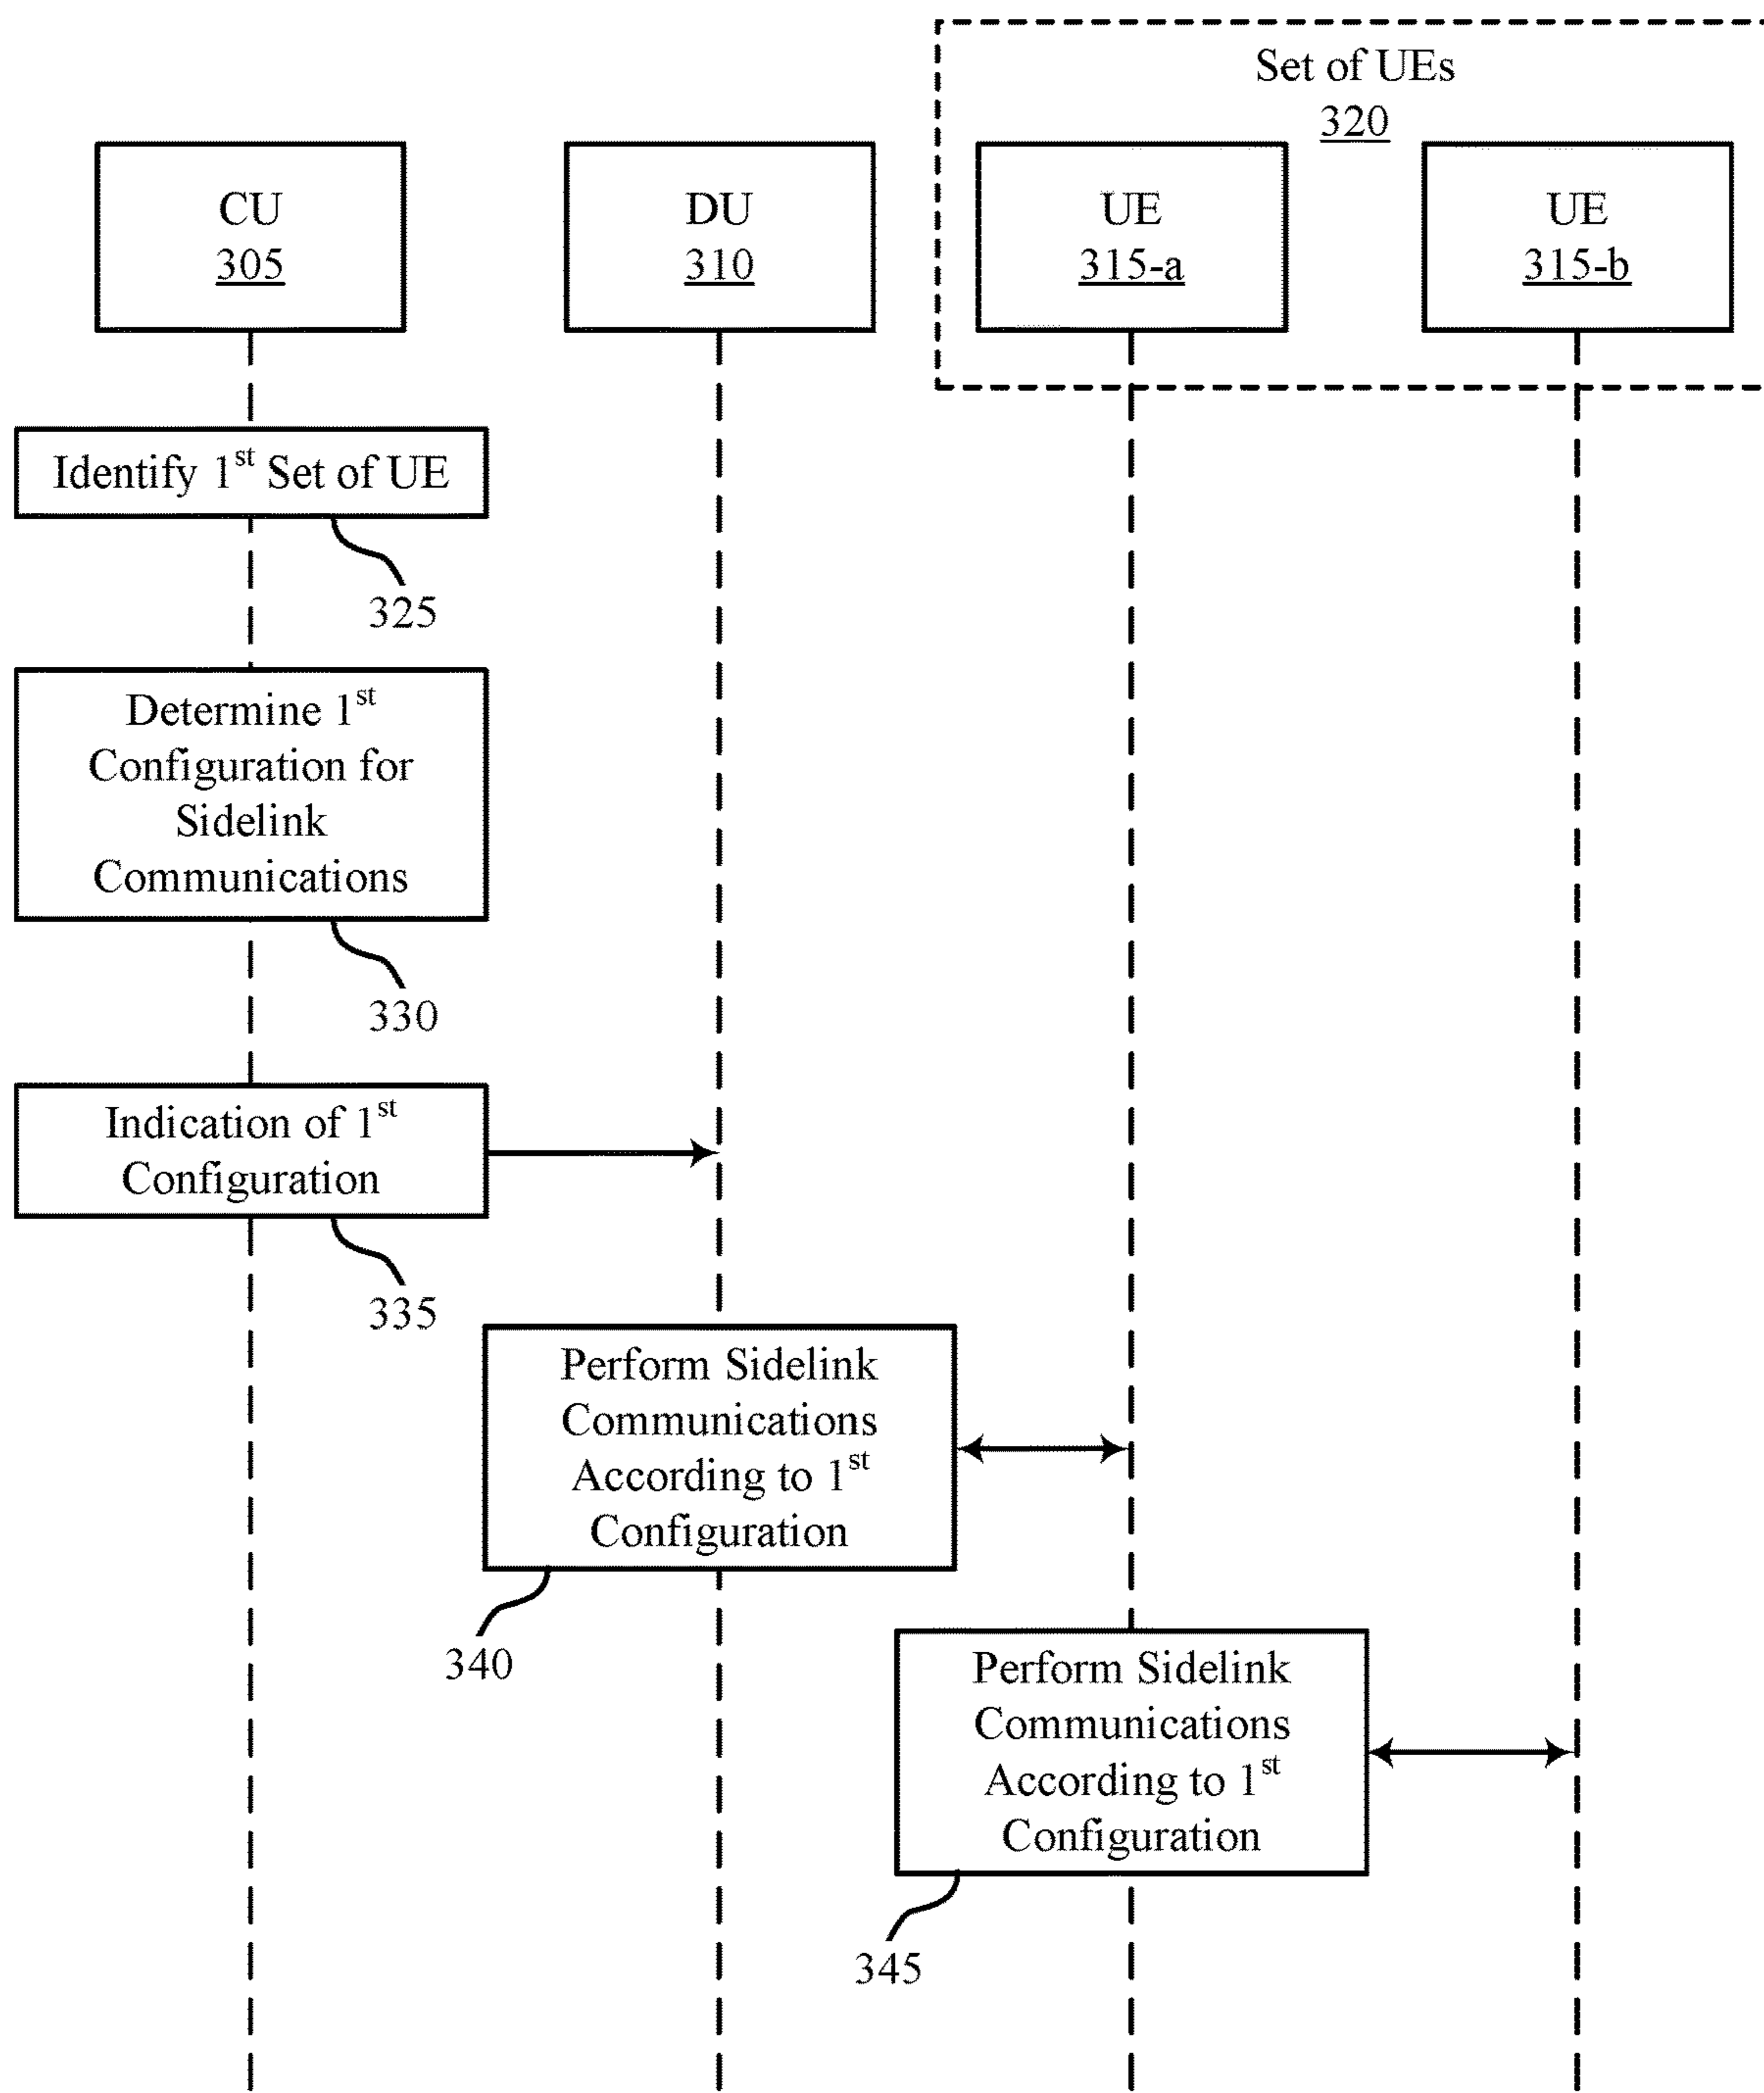 Set of UEs
320
CU
305
DU
310
UE
315-a
UE
315-b
Identify 1st Set of UE
325
Determine 1st
Configuration for
Sidelink
Communications
330
Indication of 1st
Configuration
335
Perform Sidelink
Communications
According to 1st
Configuration
340
Perform Sidelink
Communications
According to 1st
Configuration
345